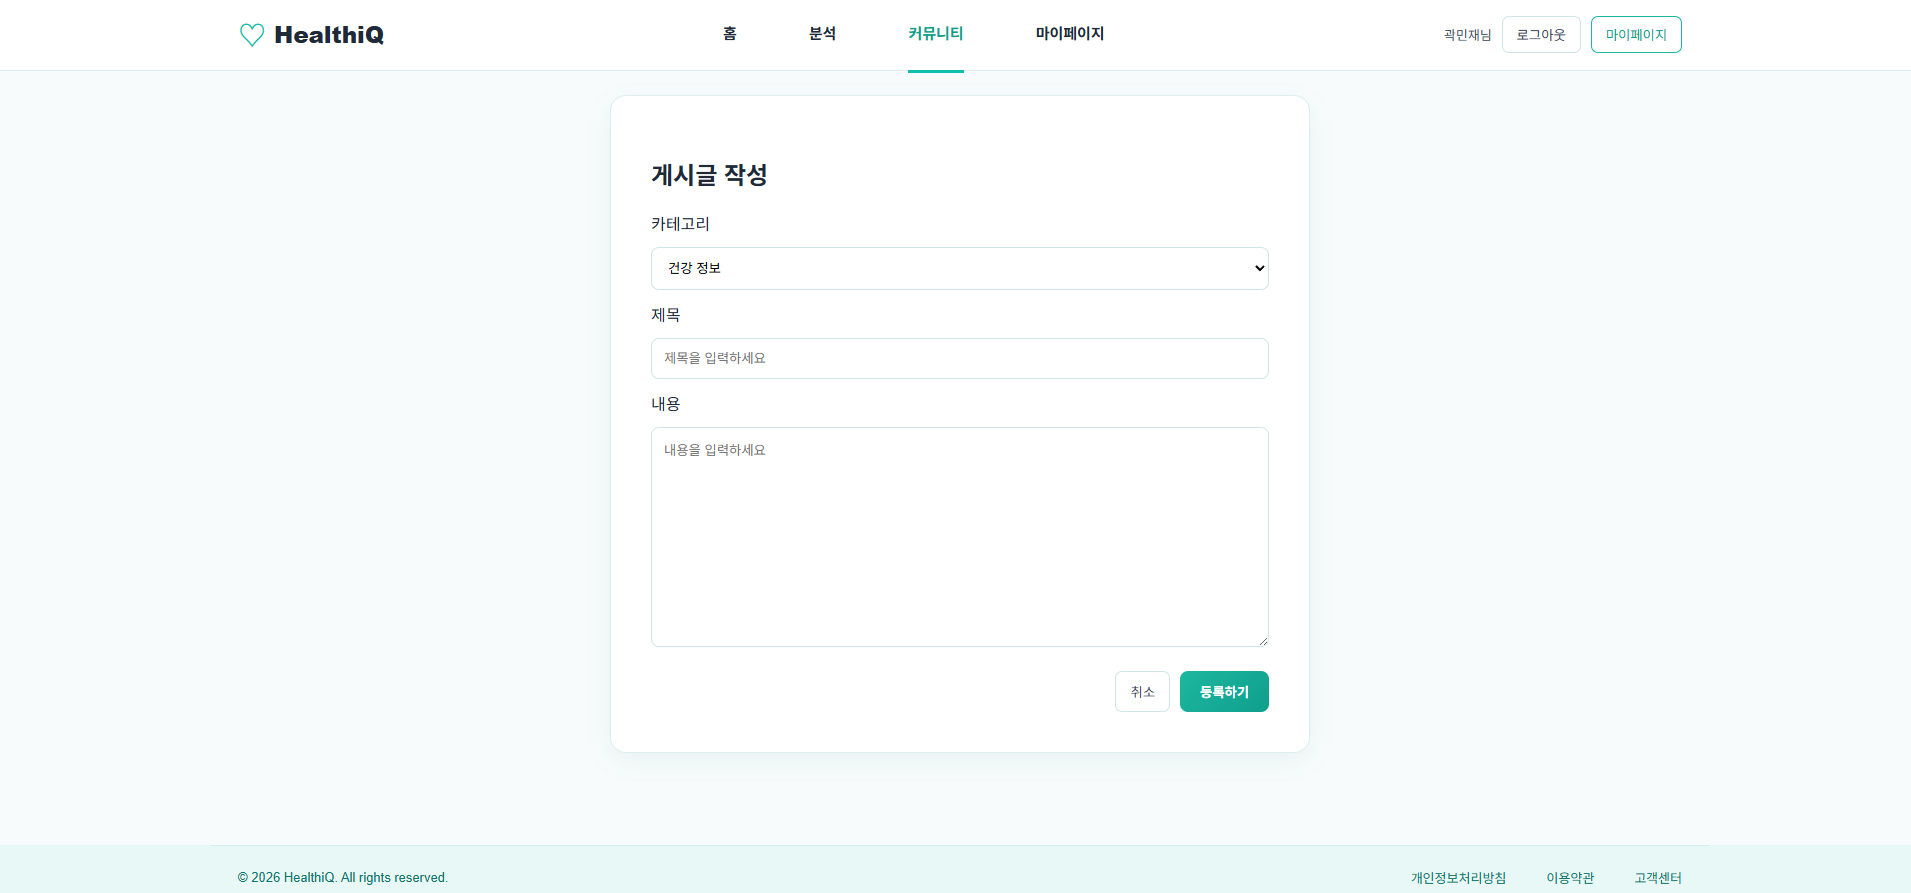 HealthiQ
홈 분석 커뮤니티 마이페이지
곽민재님 로그아웃 마이페이지
게시글 작성
카테고리
건강 정보
제목
제목을 입력하세요
내용
내용을 입력하세요
취소 등록하기
© 2026 HealthiQ. All rights reserved.
개인정보처리방침 이용약관 고객센터